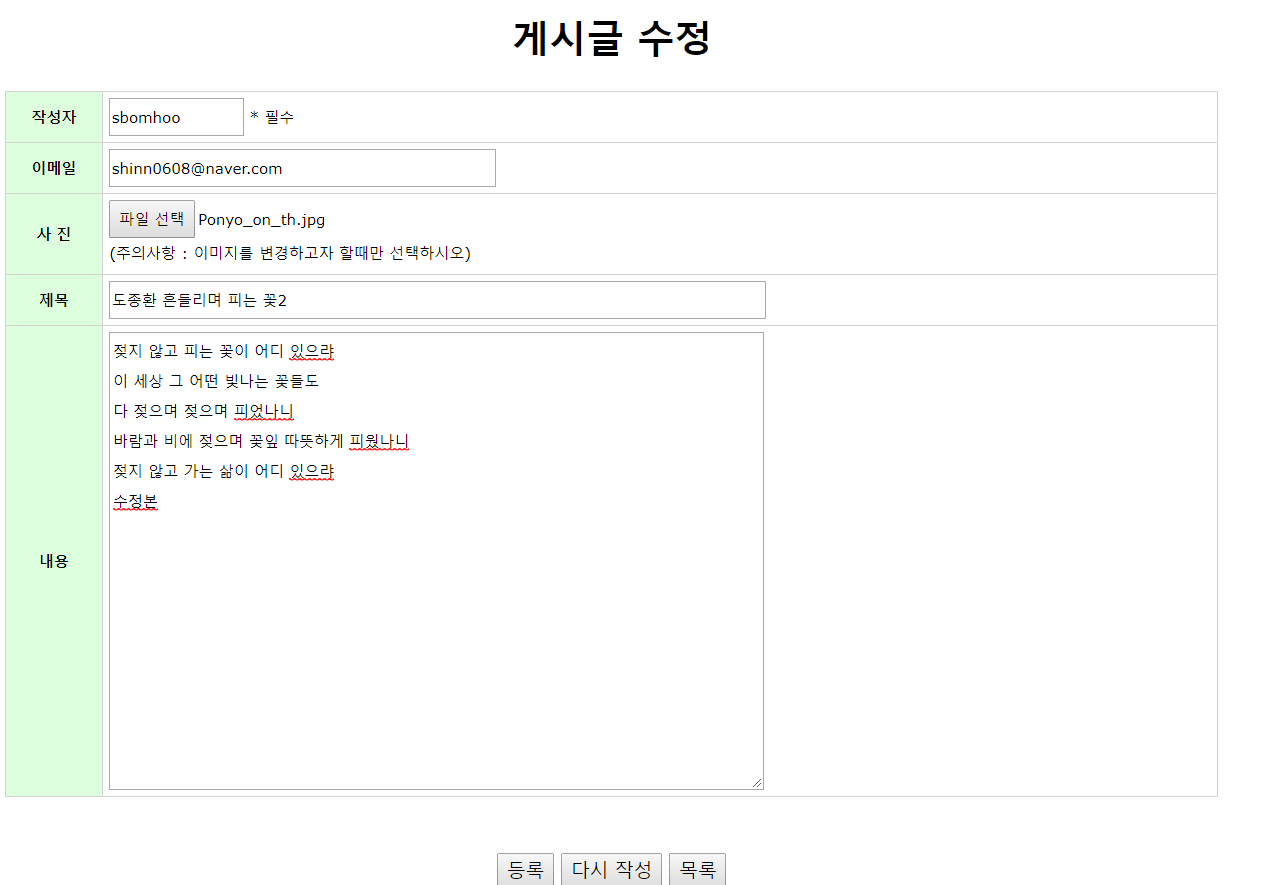 게시글 수정
작성자 sbomhoo * 필수
이메일 shinn0608@naver.com
사 진 파일 선택 Ponyo_on_th.jpg
(주의사항 : 이미지를 변경하고자 할때만 선택하시오)
제목 도종환 흔들리며 피는 꽃2
내용
젖지 않고 피는 꽃이 어디 있으랴
이 세상 그 어떤 빛나는 꽃들도
다 젖으며 젖으며 피었나니
바람과 비에 젖으며 꽃잎 따뜻하게 피웠나니
젖지 않고 가는 삶이 어디 있으랴
수정본
등록 다시 작성 목록